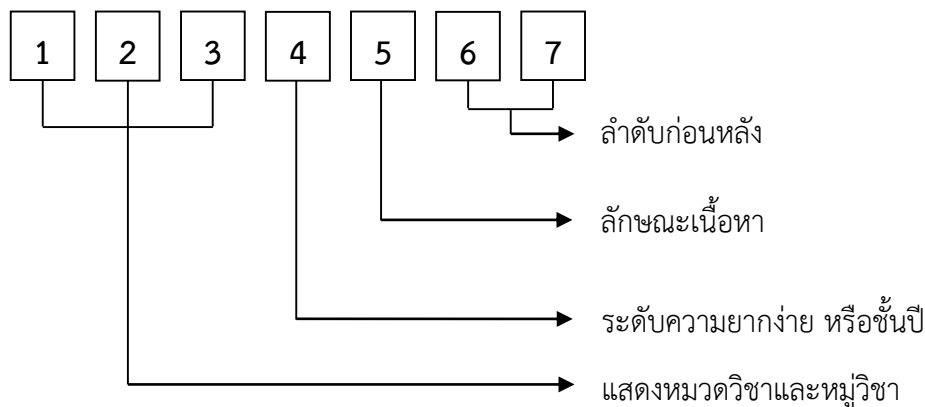 1 2 3 4 5 6 7
ลำดับก่อนหลัง
ลักษณะเนื้อหา
ระดับความยากง่าย หรือชั้นปี
แสดงหมวดวิชาและหมู่วิชา